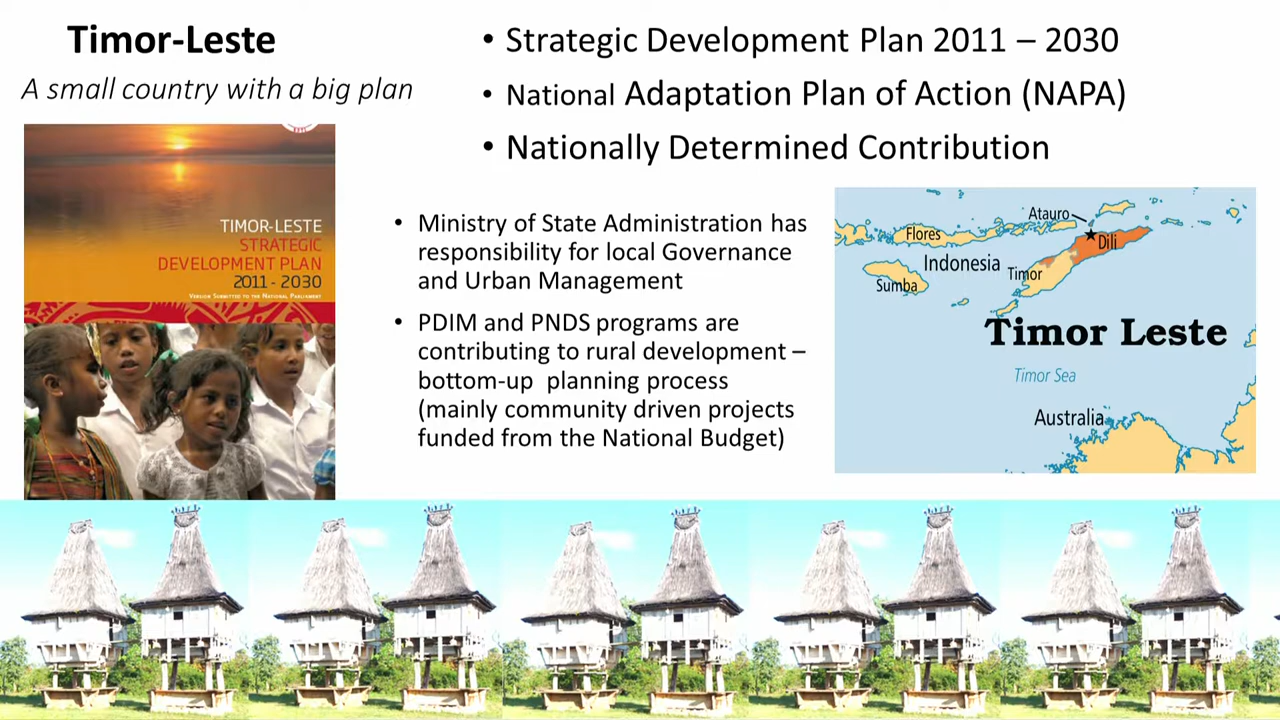 Timor-Leste
A small country with a big plan
• Strategic Development Plan 2011 – 2030
• National Adaptation Plan of Action (NAPA)
• Nationally Determined Contribution
TIMOR-LESTE
STRATEGIC
DEVELOPMENT PLAN
2011 - 2030
VERSION SUBMITTED TO THE NATIONAL PARLIAMENT
• Ministry of State Administration has
responsibility for local Governance
and Urban Management
• PDIM and PNDS programs are
contributing to rural development –
bottom-up planning process
(mainly community driven projects
funded from the National Budget)
Atauro
Flores
Dili
Indonesia
Timor
Sumba
Timor Leste
Timor Sea
Australia